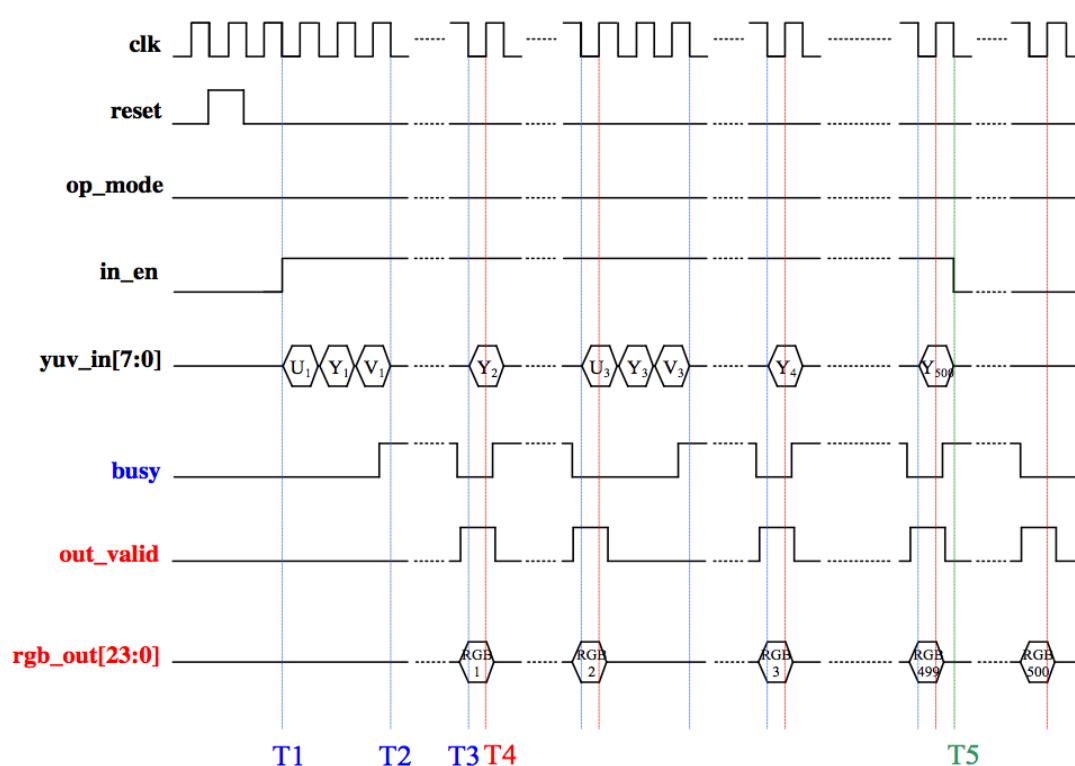 clk
reset
op_mode
in_en
yuv_in[7:0] U₁ Y₁ V₁ Y₂ U₃ Y₃ V₃ Y₄ Y₅₀₀
busy
out_valid
rgb_out[23:0] RGB 1 RGB 2 RGB 3 RGB 499 RGB 500
T1 T2 T3 T4 T5